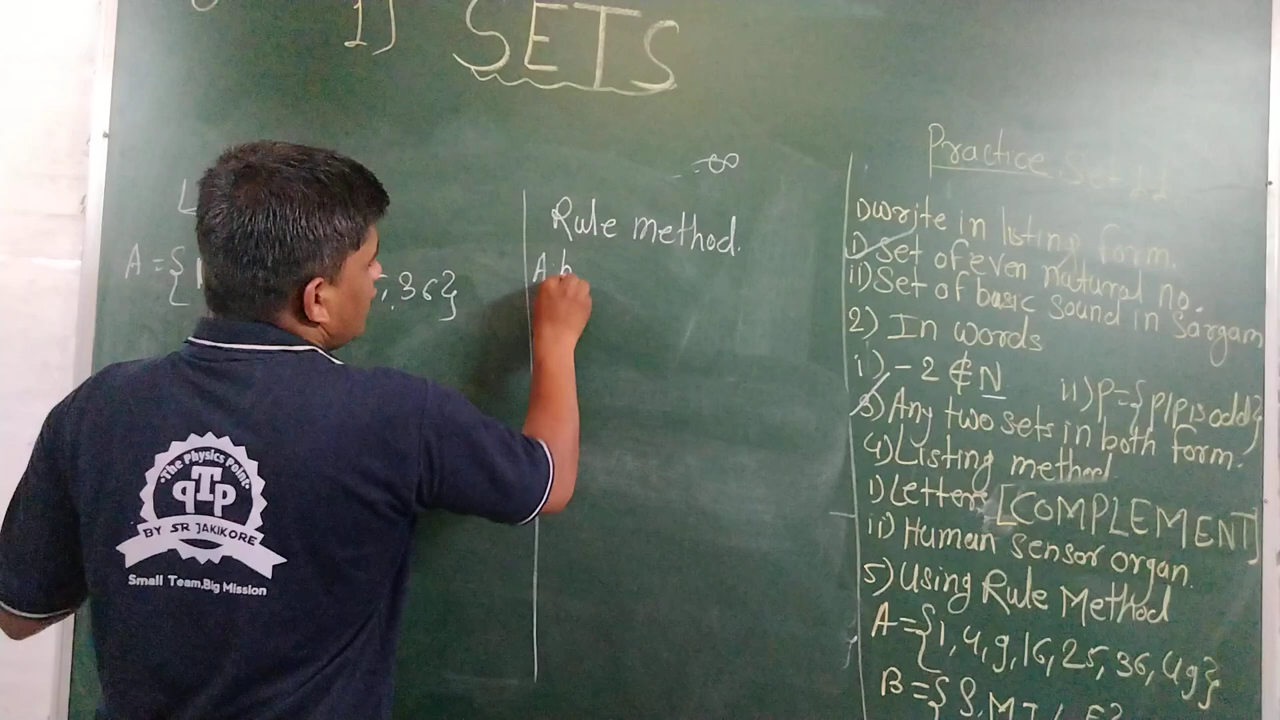 1) SETS
A = {
, 36}
-∞
Rule method.
A
Practice Set 1.1
1) Write in listing form.
i) Set of even natural no.
ii) Set of basic sound in Sargam
2) In words
i) -2 ∉ N
ii) P={P/P is odd}
3) Any two sets in both form.
4) Listing method
i) Letters [COMPLEMENT]
ii) Human Sensor organ.
5) Using Rule Method
A={1,4,9,16,25,36,49}
B={
The Physics Point
qTp
BY SR JAKIKORE
Small Team,Big Mission